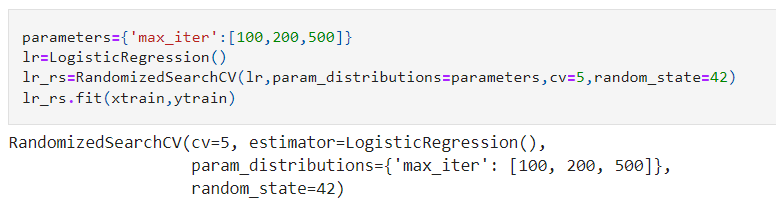 parameters={'max_iter':[100,200,500]}
lr=LogisticRegression()
lr_rs=RandomizedSearchCV(lr,param_distributions=parameters,cv=5,random_state=42)
lr_rs.fit(xtrain,ytrain)
RandomizedSearchCV(cv=5, estimator=LogisticRegression(),
                   param_distributions={'max_iter': [100, 200, 500]},
                   random_state=42)